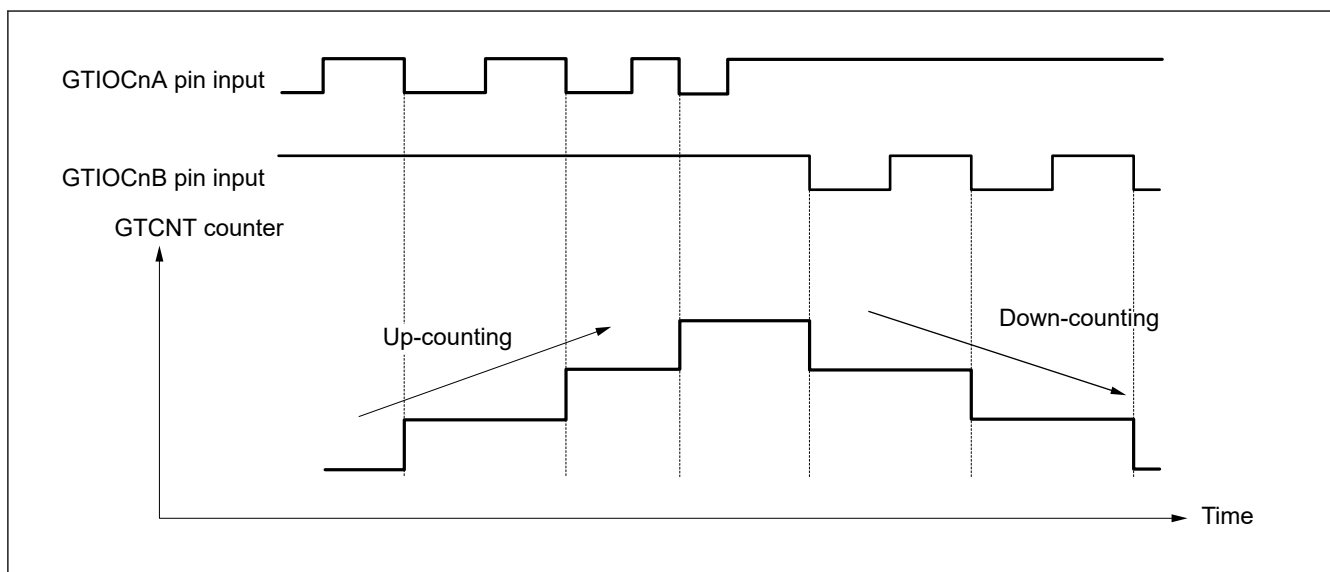 GTIOCnA pin input
GTIOCnB pin input
GTCNT counter
Up-counting
Down-counting
Time